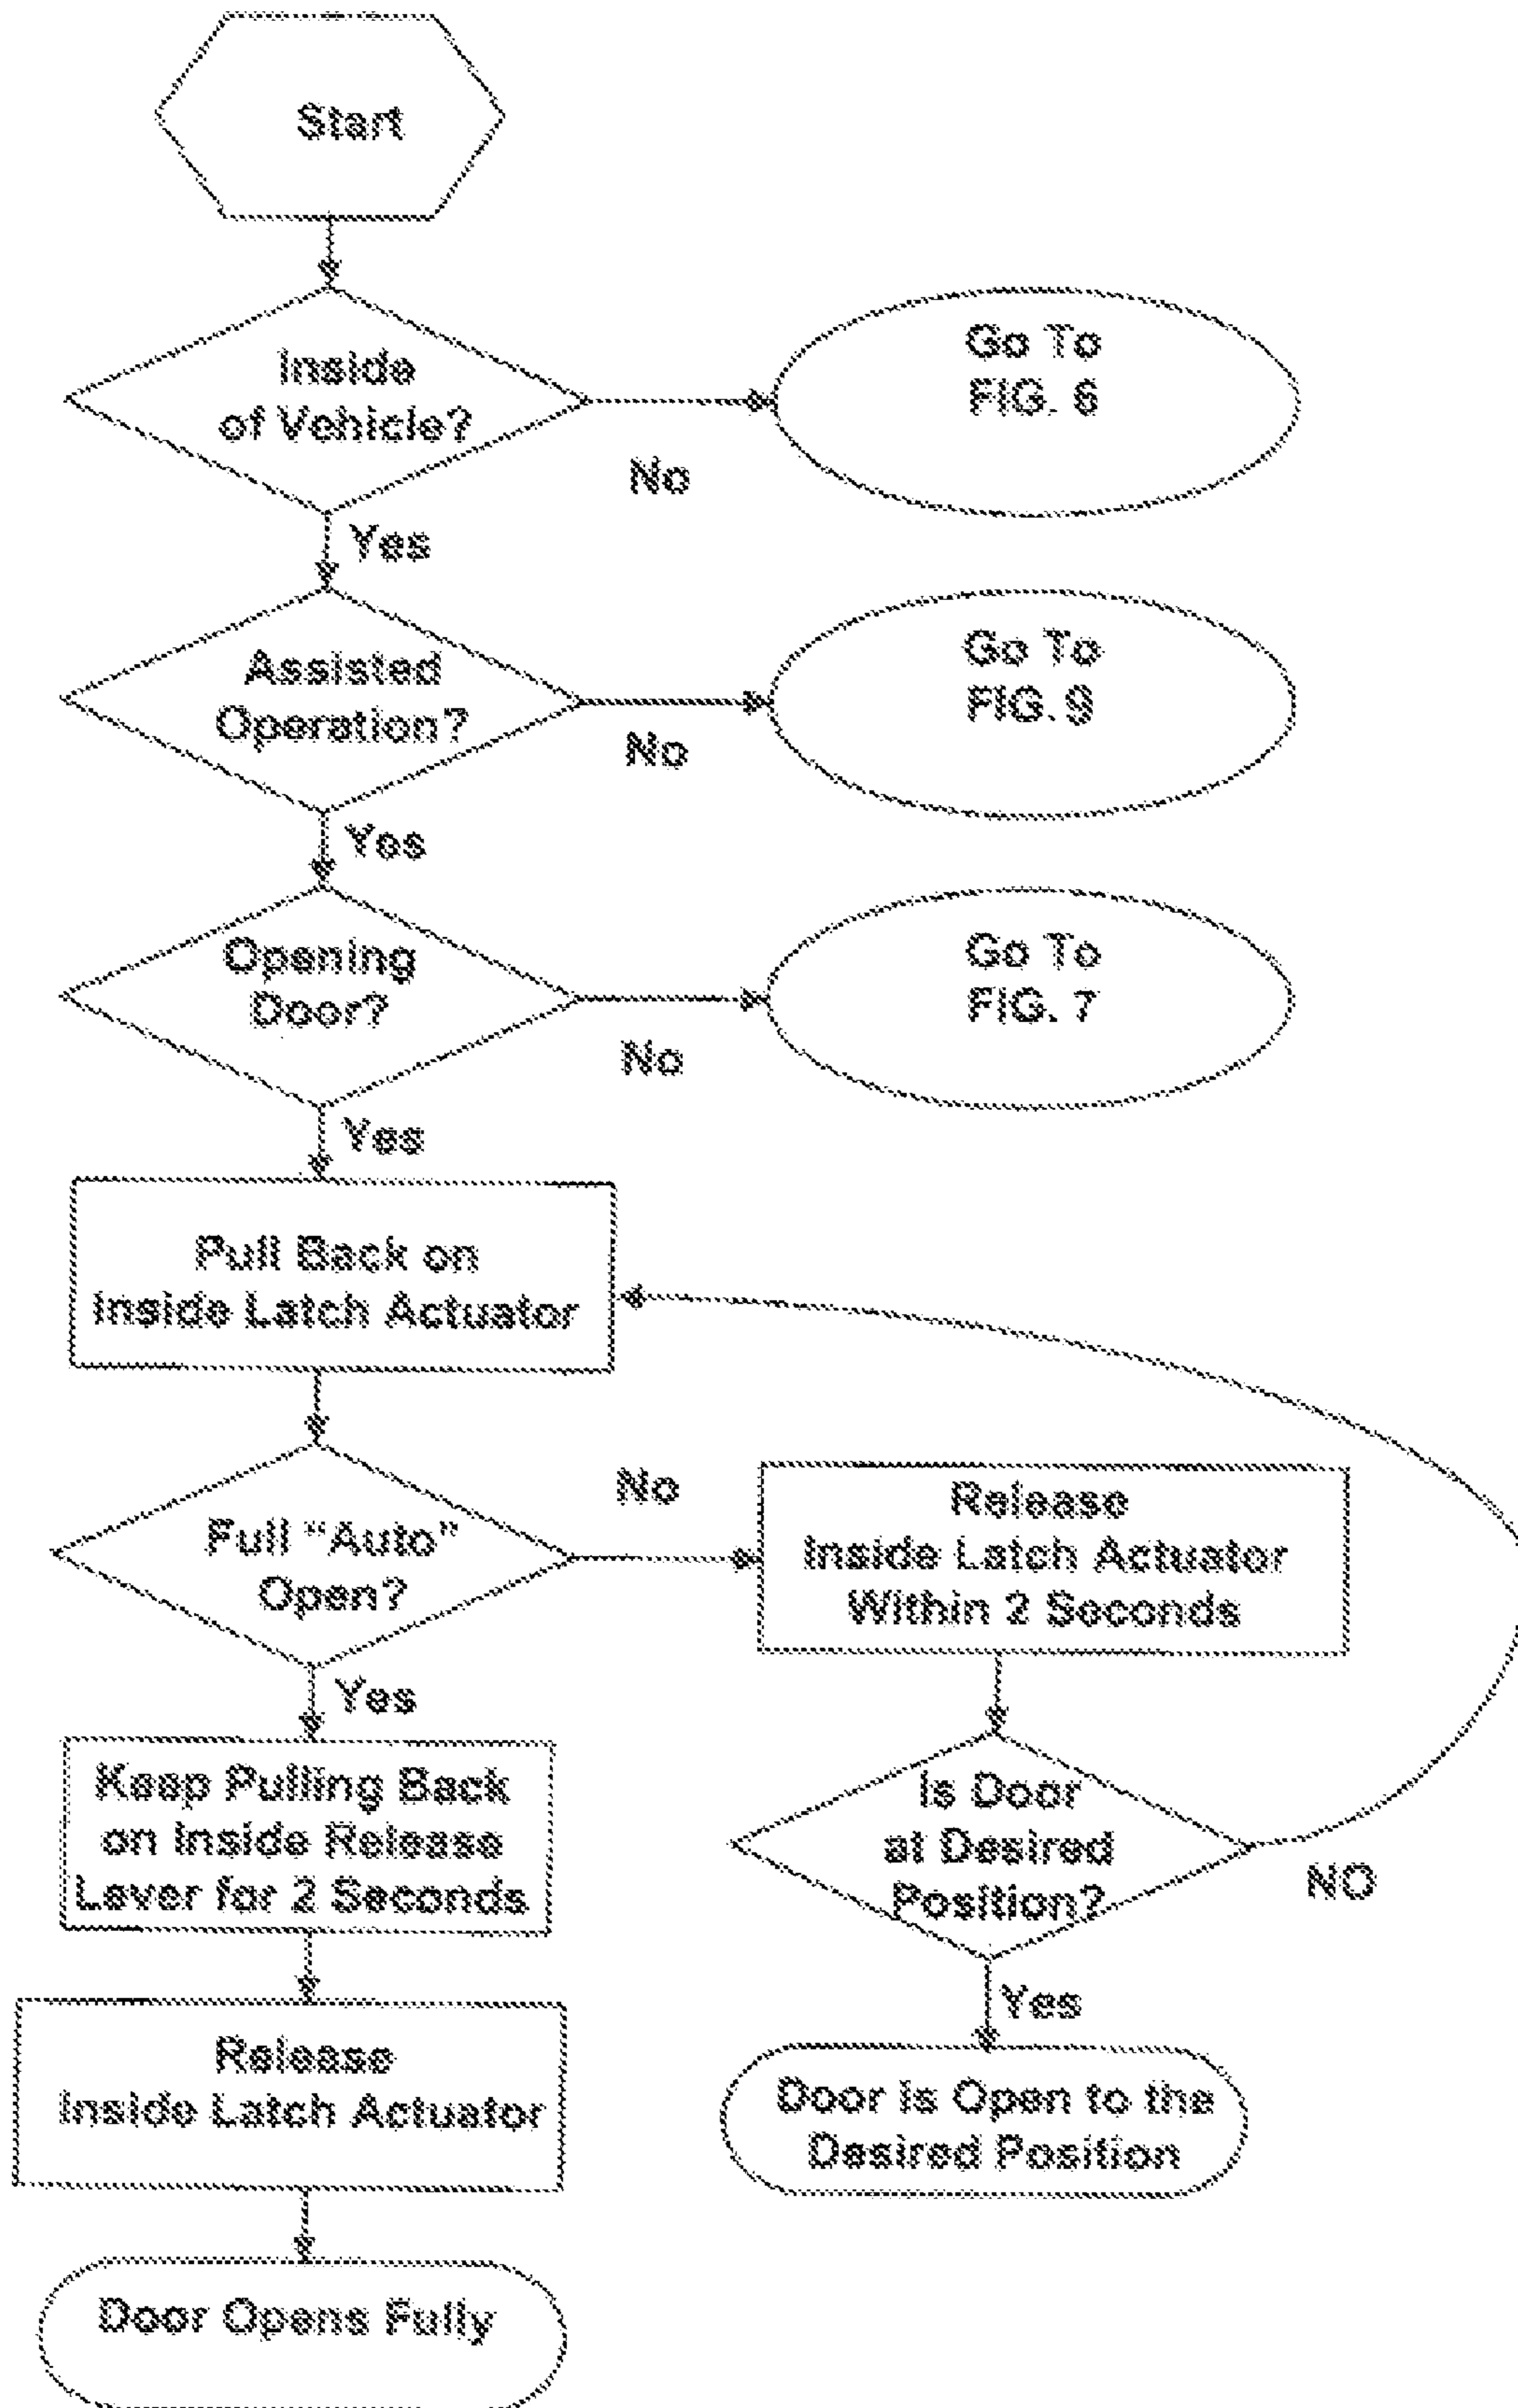 Start
Inside
of Vehicle?
No
Go To
FIG. 6
Yes
Assisted
Operation?
No
Go To
FIG. 9
Yes
Opening
Door?
No
Go To
FIG. 7
Yes
Pull Back on
Inside Latch Actuator
Full “Auto”
Open?
No
Release
Inside Latch Actuator
Within 2 Seconds
Yes
Keep Pulling Back
on Inside Release
Lever for 2 Seconds
Is Door
at Desired
Position?
NO
Release
Inside Latch Actuator
Yes
Door is Open to the
Desired Position
Door Opens Fully